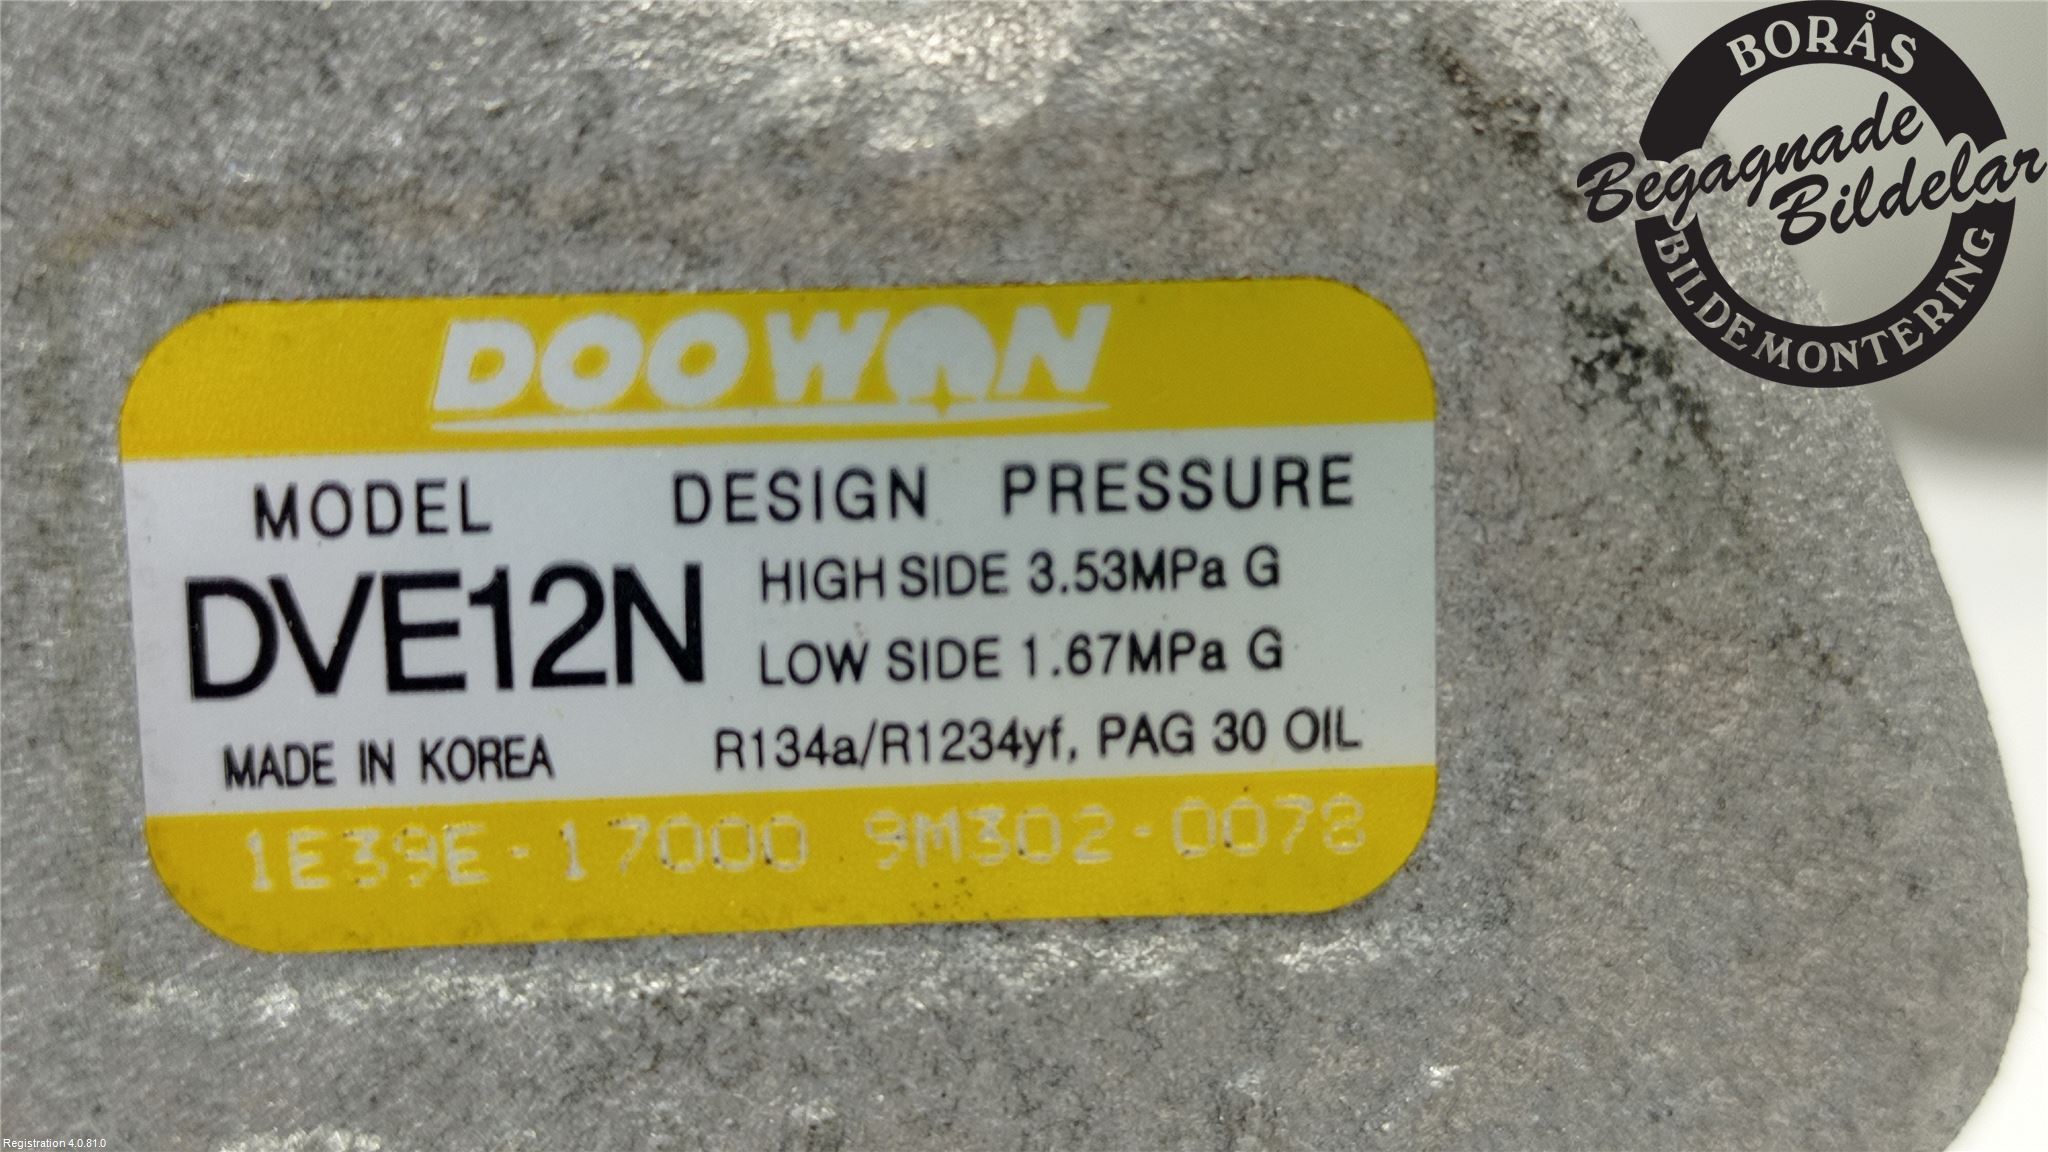 BORÅS
Begagnade
Bildelar
BILDEMONTERING
DOOWON
MODEL DESIGN PRESSURE
DVE12N HIGH SIDE 3.53MPa G
LOW SIDE 1.67MPa G
MADE IN KOREA R134a/R1234yf, PAG 30 OIL
1E39E-17000 9M302-0078
Registration 4.0.81.0